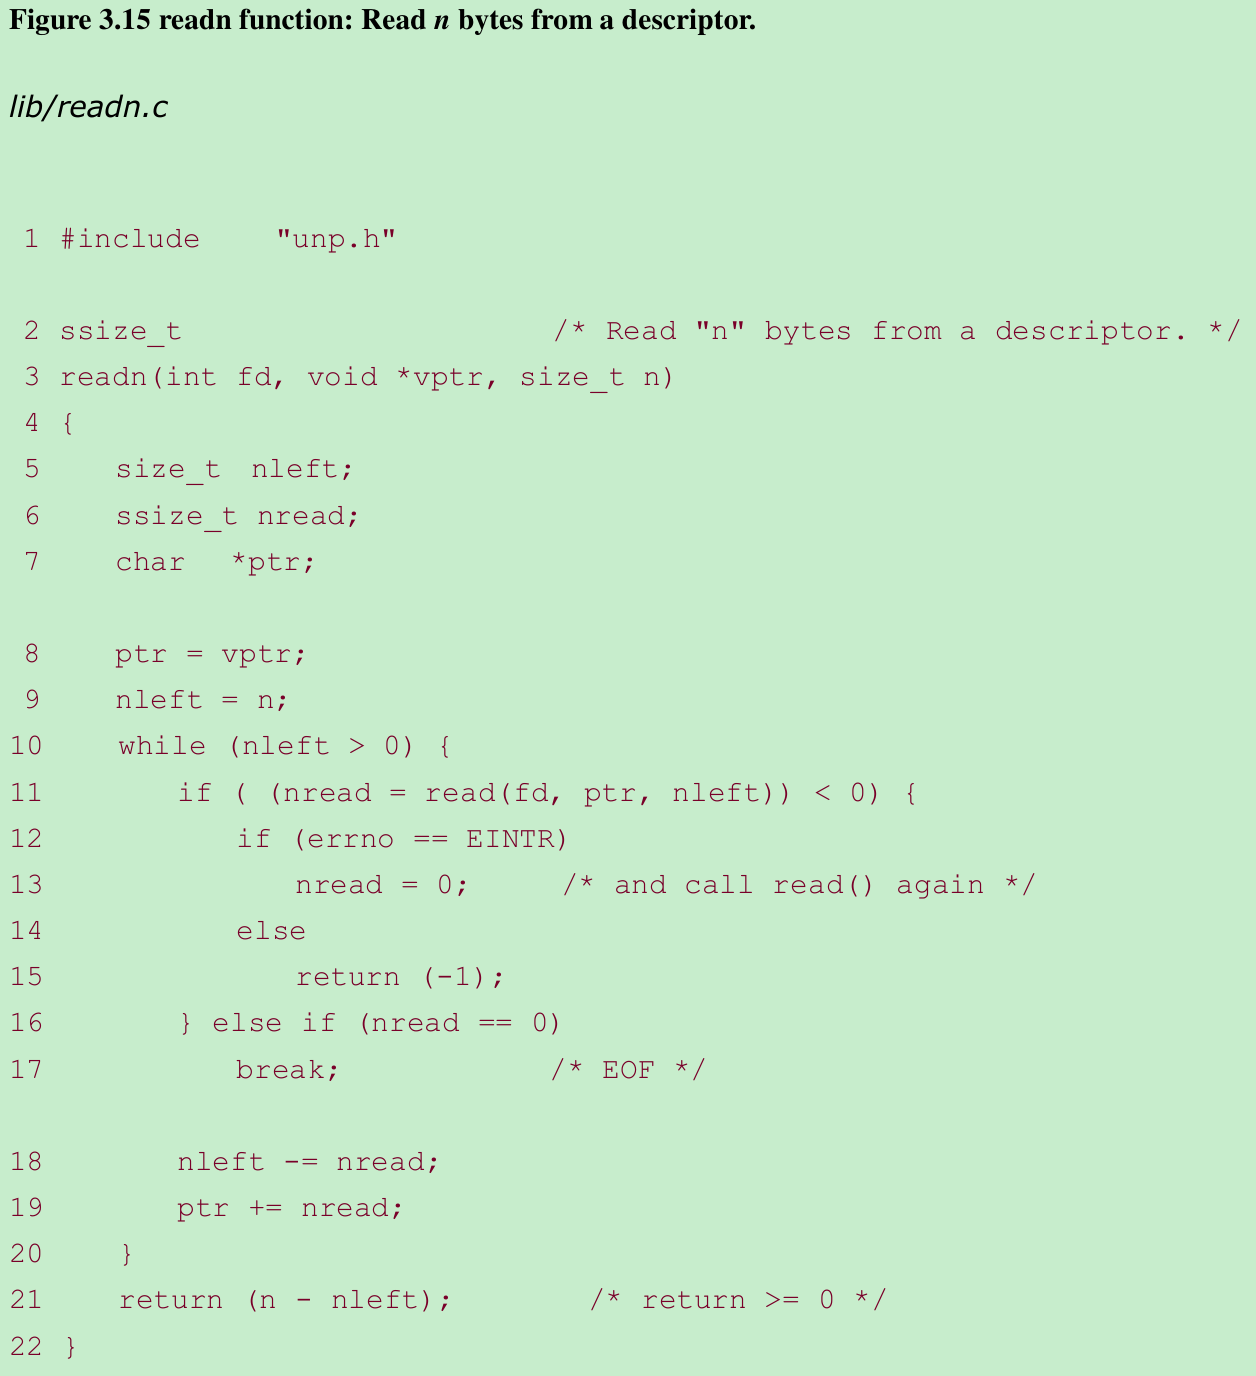 Figure 3.15 readn function: Read n bytes from a descriptor.
lib/readn.c
1 #include    "unp.h"
2 ssize_t                     /* Read "n" bytes from a descriptor. */
3 readn(int fd, void *vptr, size_t n)
4 {
5    size_t  nleft;
6    ssize_t nread;
7    char   *ptr;
8    ptr = vptr;
9    nleft = n;
10    while (nleft > 0) {
11       if ( (nread = read(fd, ptr, nleft)) < 0) {
12          if (errno == EINTR)
13             nread = 0;     /* and call read() again */
14          else
15             return (-1);
16       } else if (nread == 0)
17          break;            /* EOF */
18       nleft -= nread;
19       ptr += nread;
20    }
21    return (n - nleft);        /* return >= 0 */
22 }